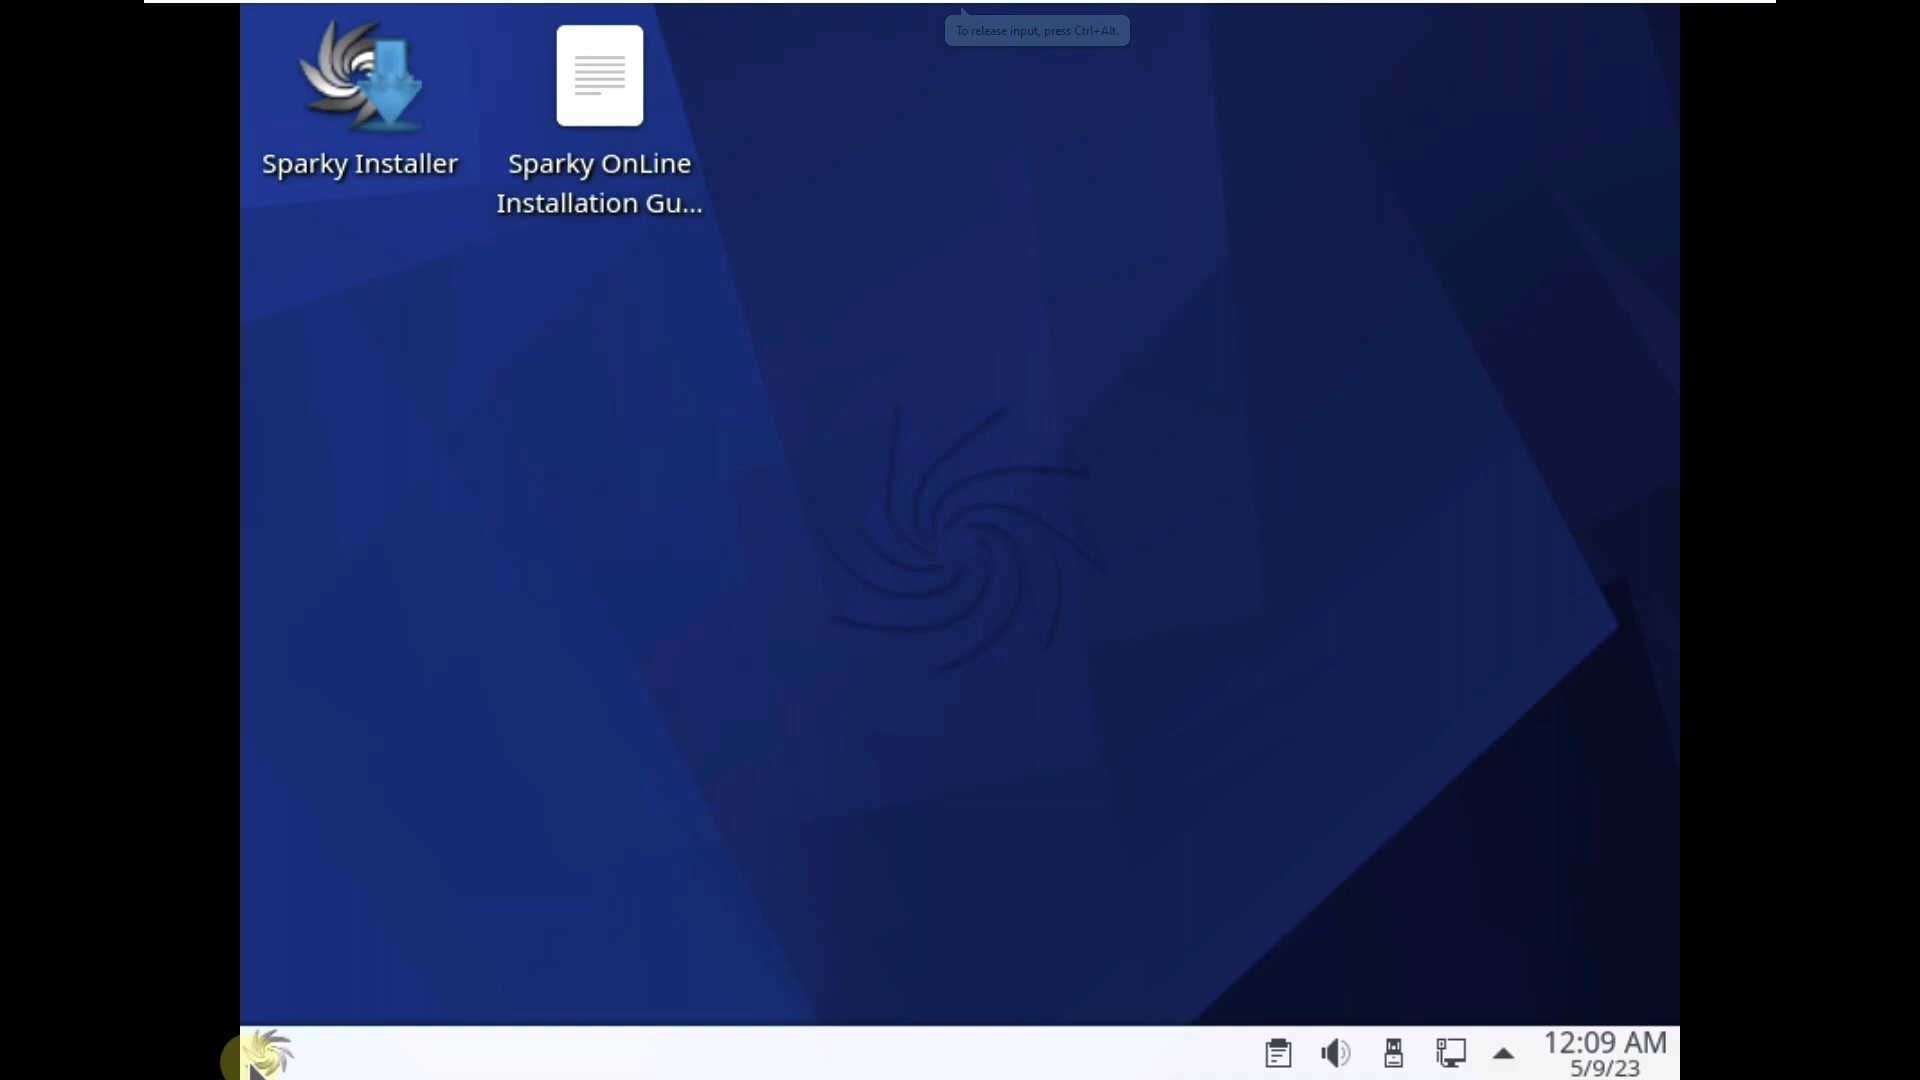 To release input, press Ctrl+Alt.
Sparky Installer
Sparky OnLine
Installation Gu...
12:09 AM
5/9/23